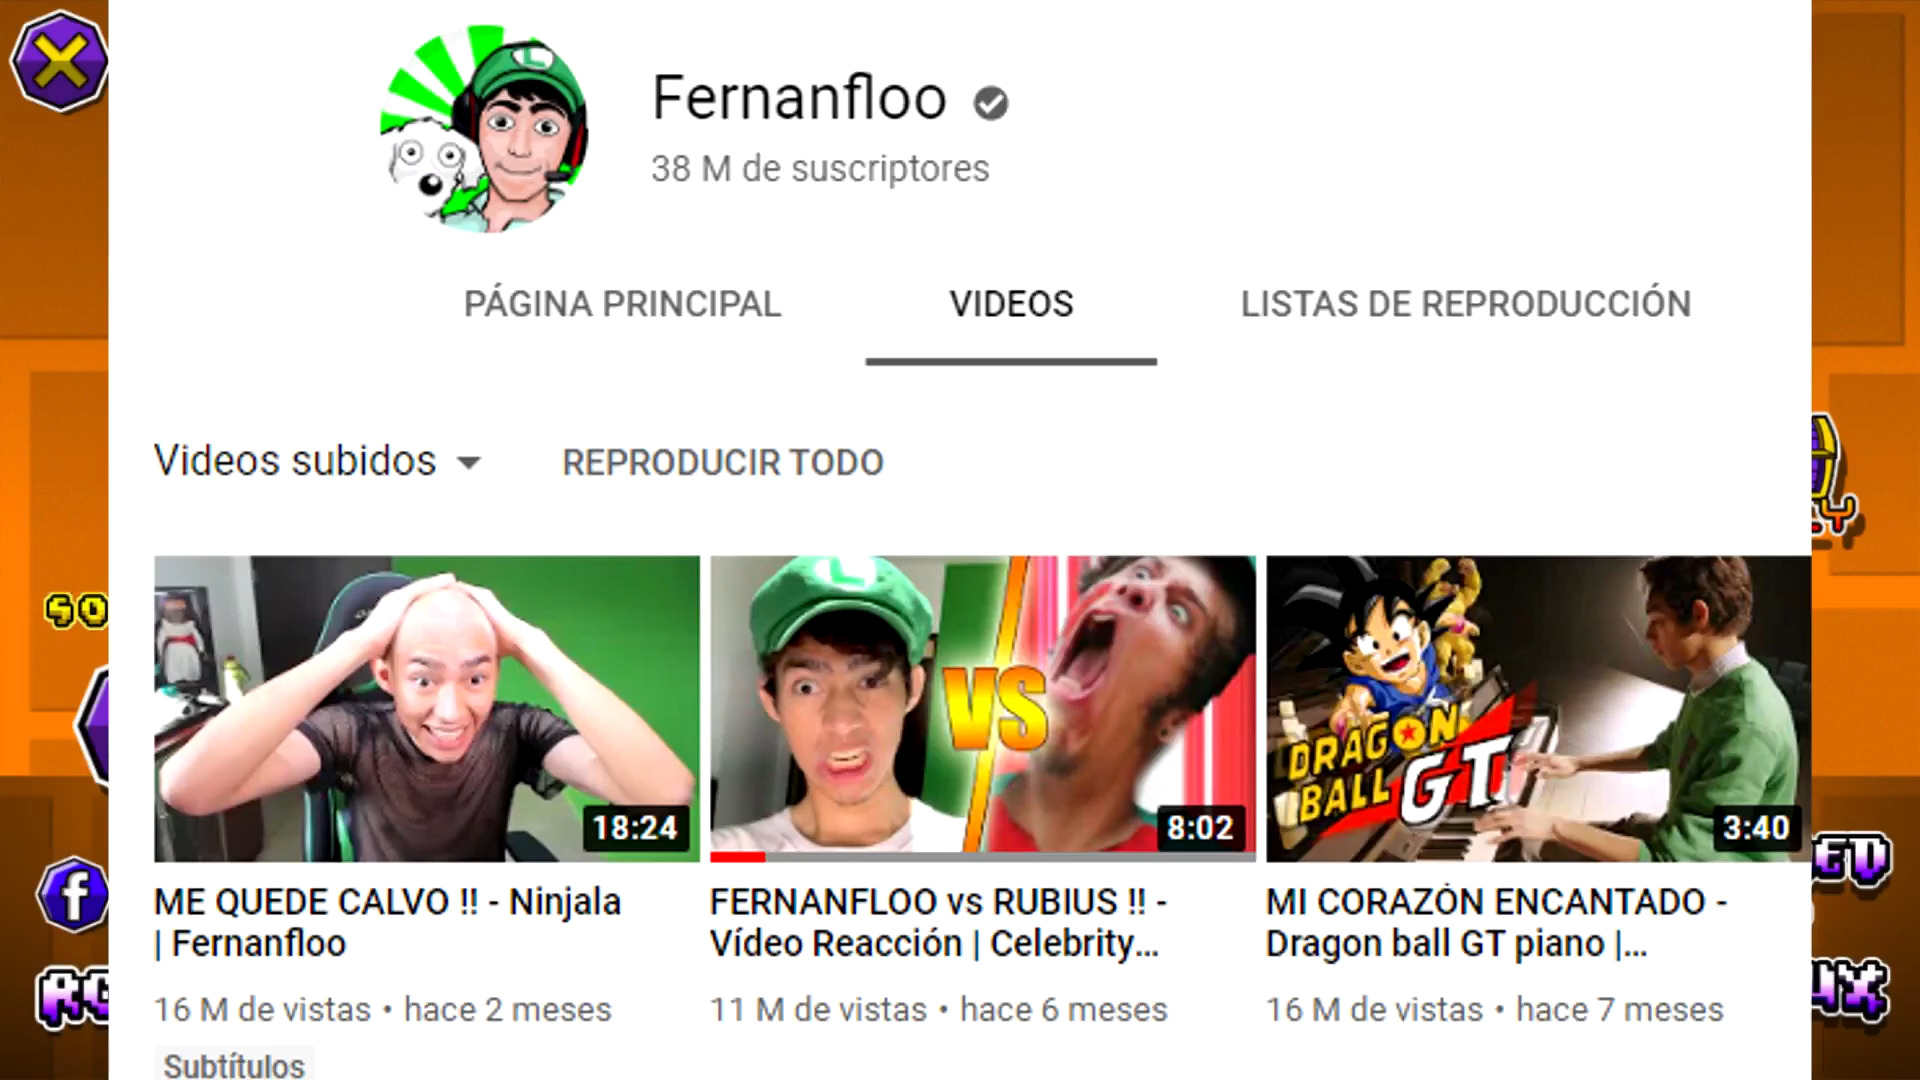 Fernanfloo
38 M de suscriptores
PÁGINA PRINCIPAL
VIDEOS
LISTAS DE REPRODUCCIÓN
Videos subidos
REPRODUCIR TODO
L
VS
DRAGON
BALL GT
18:24
8:02
3:40
ME QUEDE CALVO !! - Ninjala
| Fernanfloo
FERNANFLOO vs RUBIUS !! -
Vídeo Reacción | Celebrity...
MI CORAZÓN ENCANTADO -
Dragon ball GT piano |...
16 M de vistas • hace 2 meses
11 M de vistas • hace 6 meses
16 M de vistas • hace 7 meses
Subtítulos